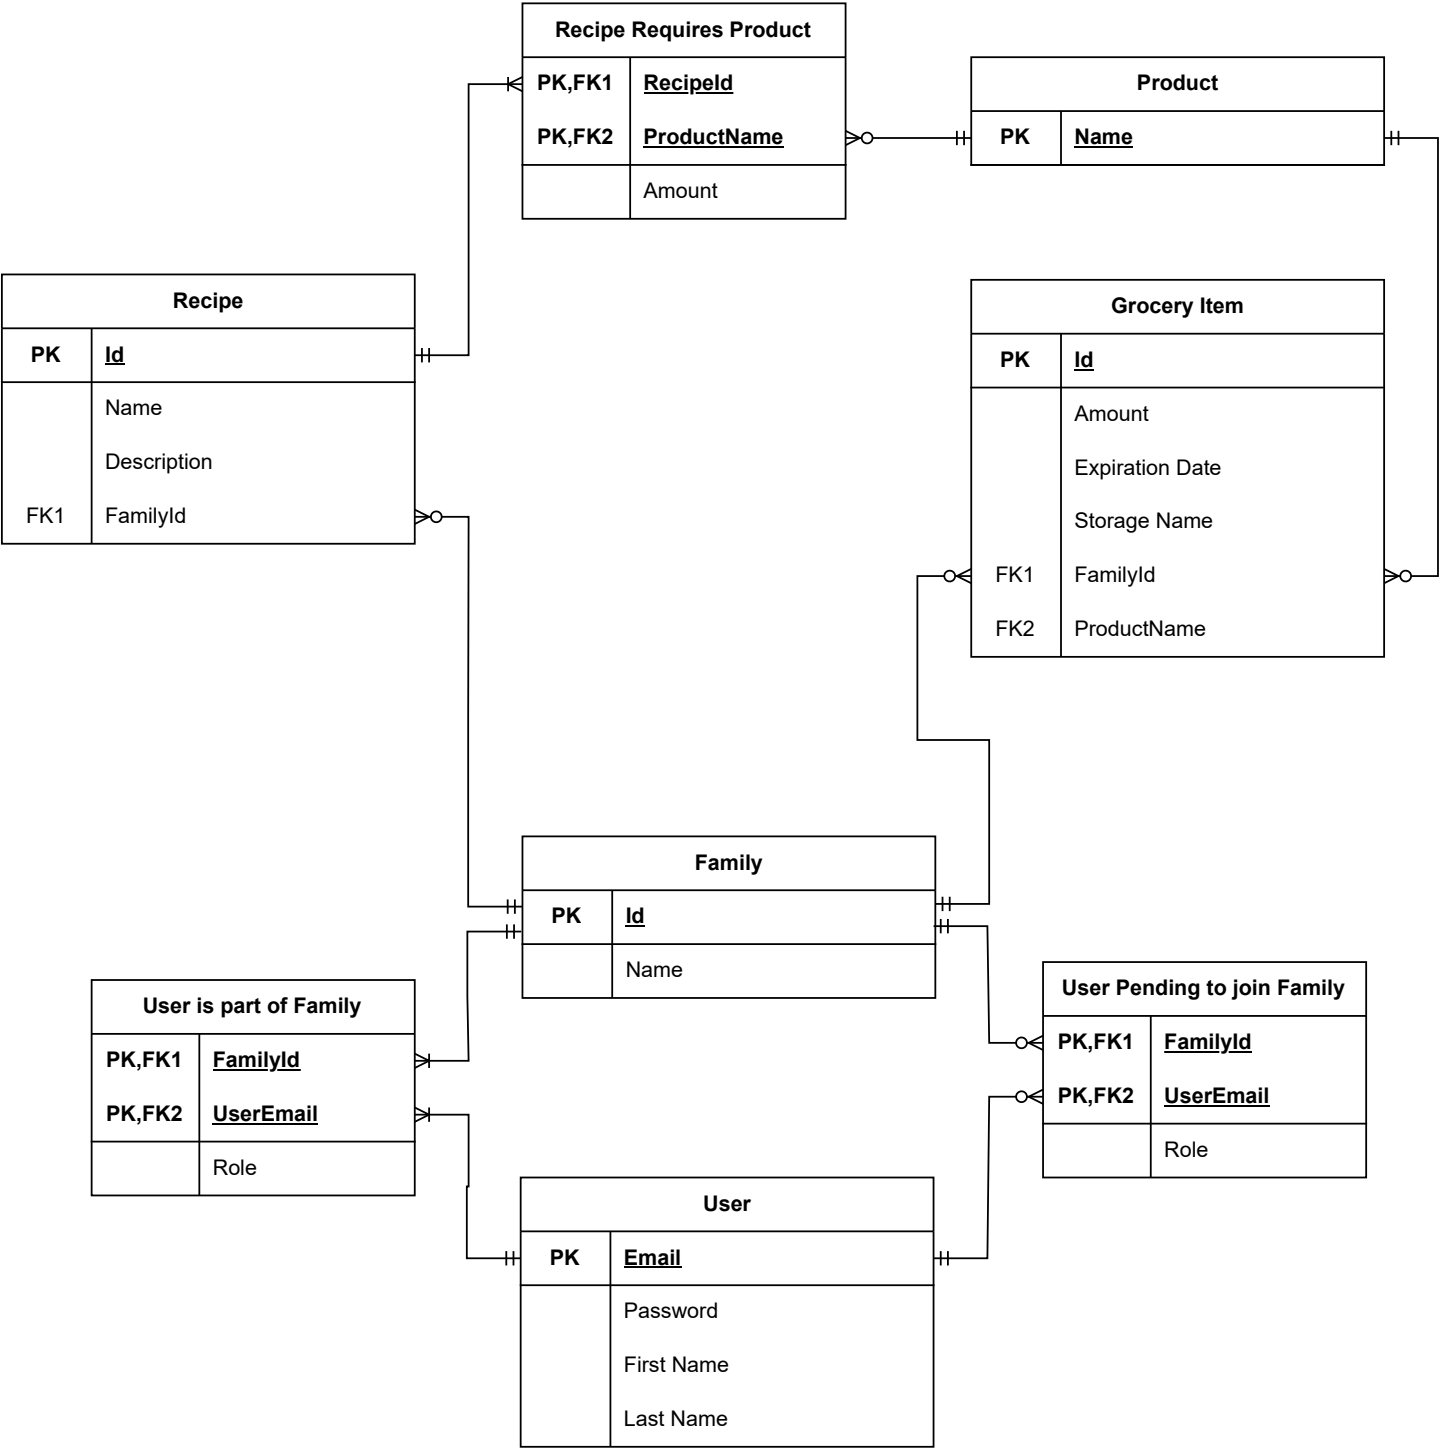 Recipe Requires Product
PK,FK1 RecipeId
PK,FK2 ProductName
Amount
Product
PK Name
Recipe
PK Id
Name
Description
FK1 FamilyId
Grocery Item
PK Id
Amount
Expiration Date
Storage Name
FK1 FamilyId
FK2 ProductName
Family
PK Id
Name
User is part of Family
PK,FK1 FamilyId
PK,FK2 UserEmail
Role
User Pending to join Family
PK,FK1 FamilyId
PK,FK2 UserEmail
Role
User
PK Email
Password
First Name
Last Name